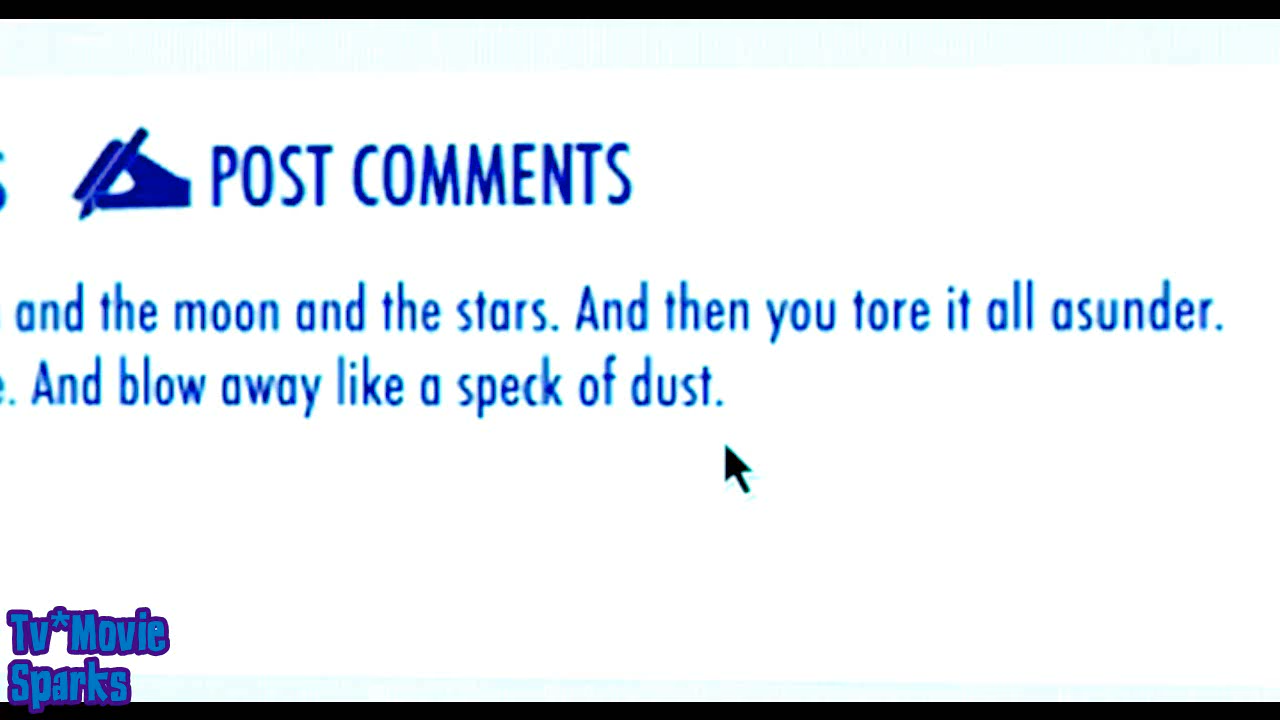 POST COMMENTS
and the moon and the stars. And then you tore it all asunder.
. And blow away like a speck of dust.
Tv*Movie
Sparks